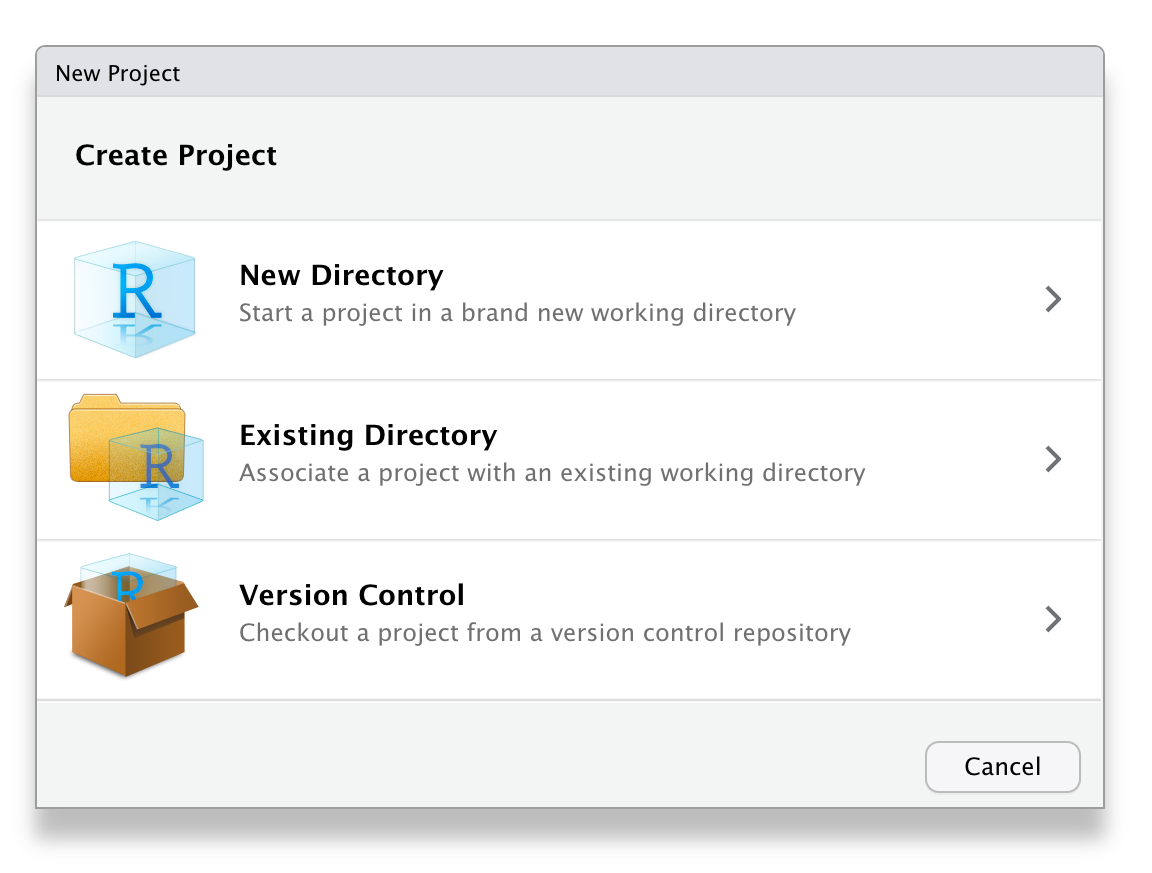 New Project
Create Project
R
New Directory
Start a project in a brand new working directory
R
Existing Directory
Associate a project with an existing working directory
R
Version Control
Checkout a project from a version control repository
Cancel